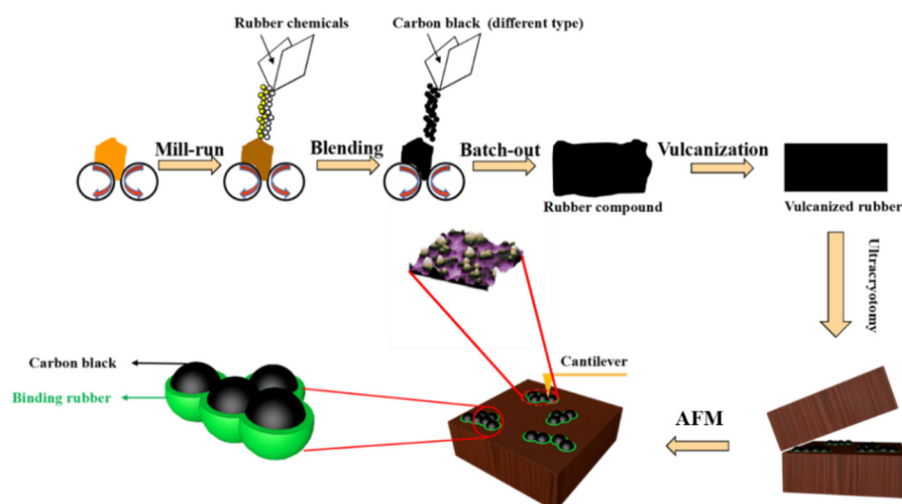 Rubber chemicals
Carbon black (different type)
Mill-run
Blending
Batch-out
Vulcanization
Rubber compound
Vulcanized rubber
Ultracryotomy
Cantilever
Carbon black
Binding rubber
AFM